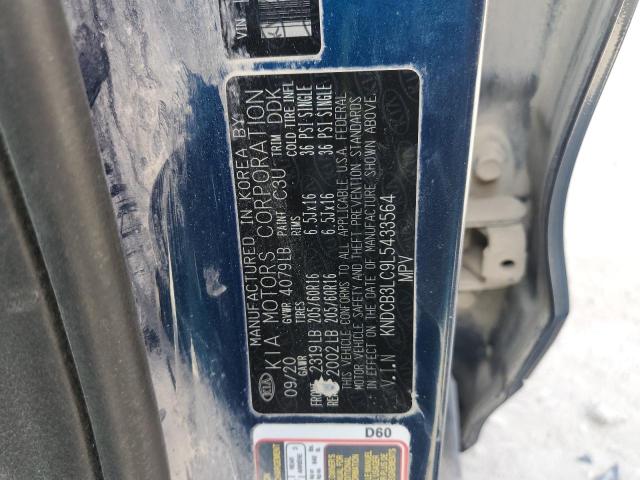 VIN
MANUFACTURED IN KOREA BY
KIA KIA MOTORS CORPORATION
09/20 GVWR 4079LB PAINT C3U TRIM DDK
GAWR TIRES RIMS COLD TIRE INFL
2319LB 205/60R16 6.5JX16 36 PSI SINGLE
2002LB 205/60R16 6.5JX16 36 PSI SINGLE
THIS VEHICLE CONFORMS TO ALL APPLICABLE USA FEDERAL
MOTOR VEHICLE SAFETY AND THEFT PREVENTION STANDARDS
IN EFFECT ON THE DATE OF MANUFACTURE SHOWN ABOVE.
V.I.N KNDCB3LC9L5433564
MPV
D60